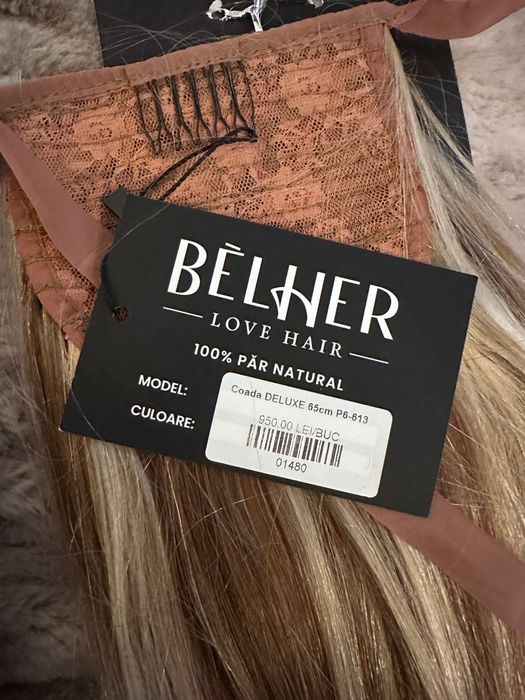 BÈLHER
LOVE HAIR
100% PĂR NATURAL
MODEL:
CULOARE:
Coada DELUXE 65cm P6-613
950.00 LEI/BUC
01480